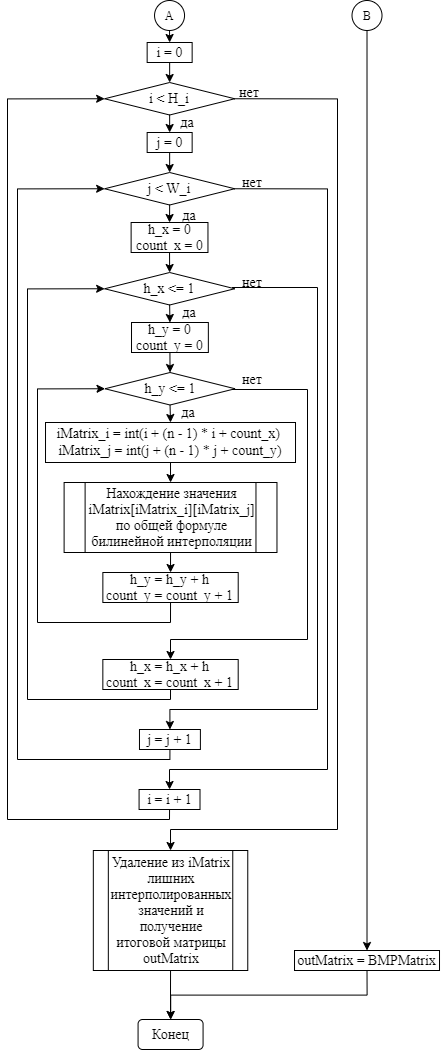 A
B
i = 0
i < H_i
нет
да
j = 0
j < W_i
нет
да
h_x = 0
count_x = 0
h_x <= 1
нет
да
h_y = 0
count_y = 0
h_y <= 1
нет
да
iMatrix_i = int(i + (n - 1) * i + count_x)
iMatrix_j = int(j + (n - 1) * j + count_y)
Нахождение значения
iMatrix[iMatrix_i][iMatrix_j]
по общей формуле
билинейной интерполяции
h_y = h_y + h
count_y = count_y + 1
h_x = h_x + h
count_x = count_x + 1
j = j + 1
i = i + 1
Удаление из iMatrix
лишних
интерполированных
значений и
получение
итоговой матрицы
outMatrix
outMatrix = BMPMatrix
Конец